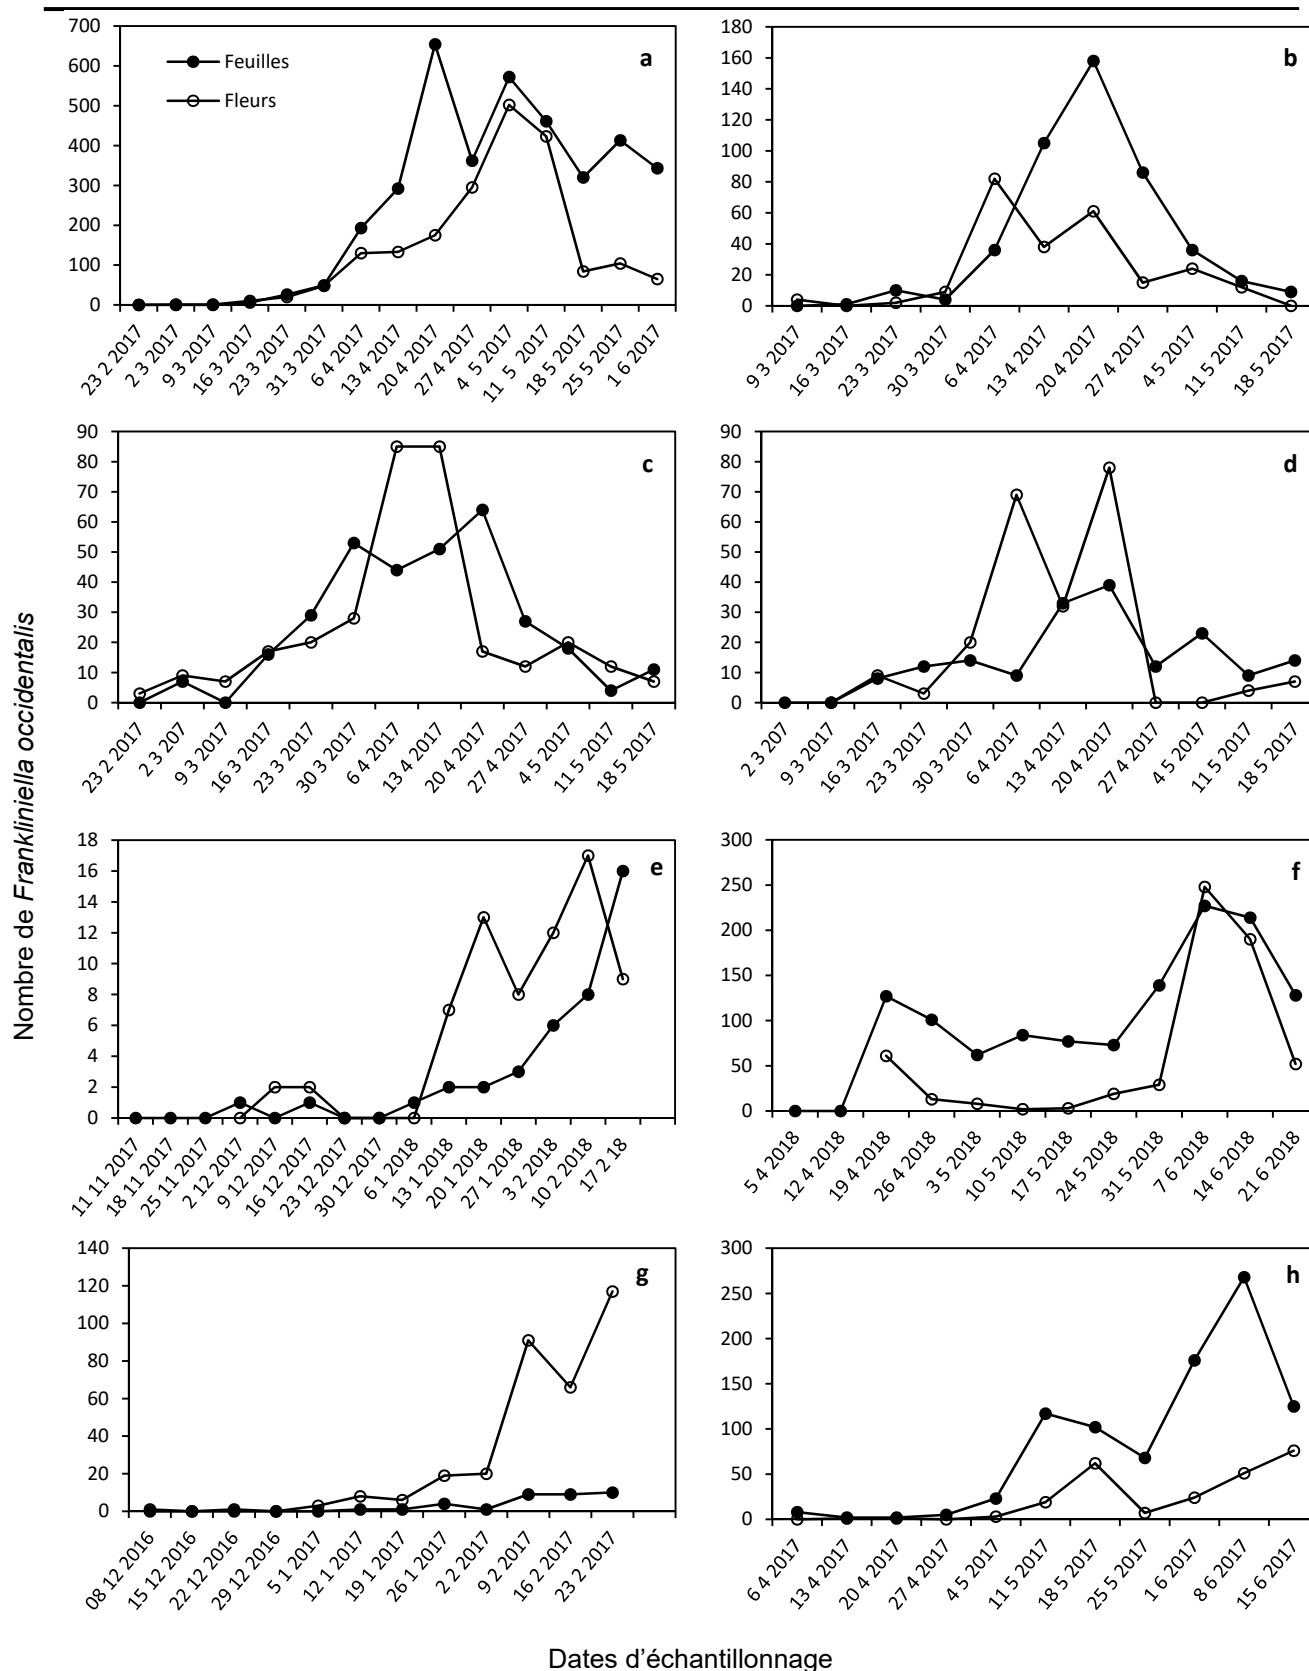 Nombre de Frankliniella occidentalis
700
600
500
400
300
200
100
0
Feuilles
Fleurs
a
23 2 2017
2 3 2017
9 3 2017
16 3 2017
23 3 2017
31 3 2017
6 4 2017
13 4 2017
20 4 2017
27 4 2017
4 5 2017
11 5 2017
18 5 2017
25 5 2017
1 6 2017
180
160
140
120
100
80
60
40
20
0
b
9 3 2017
16 3 2017
23 3 2017
30 3 2017
6 4 2017
13 4 2017
20 4 2017
27 4 2017
4 5 2017
11 5 2017
18 5 2017
90
80
70
60
50
40
30
20
10
0
c
23 2 2017
2 3 207
9 3 2017
16 3 2017
23 3 2017
30 3 2017
6 4 2017
13 4 2017
20 4 2017
27 4 2017
4 5 2017
11 5 2017
18 5 2017
90
80
70
60
50
40
30
20
10
0
d
2 3 207
9 3 2017
16 3 2017
23 3 2017
30 3 2017
6 4 2017
13 4 2017
20 4 2017
27 4 2017
4 5 2017
11 5 2017
18 5 2017
18
16
14
12
10
8
6
4
2
0
e
11 11 2017
18 11 2017
25 11 2017
2 12 2017
9 12 2017
16 12 2017
23 12 2017
30 12 2017
6 1 2018
13 1 2018
20 1 2018
27 1 2018
3 2 2018
10 2 2018
17 2 18
300
250
200
150
100
50
0
f
5 4 2018
12 4 2018
19 4 2018
26 4 2018
3 5 2018
10 5 2018
17 5 2018
24 5 2018
31 5 2018
7 6 2018
14 6 2018
21 6 2018
140
120
100
80
60
40
20
0
g
08 12 2016
15 12 2016
22 12 2016
29 12 2016
5 1 2017
12 1 2017
19 1 2017
26 1 2017
2 2 2017
9 2 2017
16 2 2017
23 2 2017
300
250
200
150
100
50
0
h
6 4 2017
13 4 2017
20 4 2017
27 4 2017
4 5 2017
11 5 2017
18 5 2017
25 5 2017
1 6 2017
8 6 2017
15 6 2017
Dates d'échantillonnage